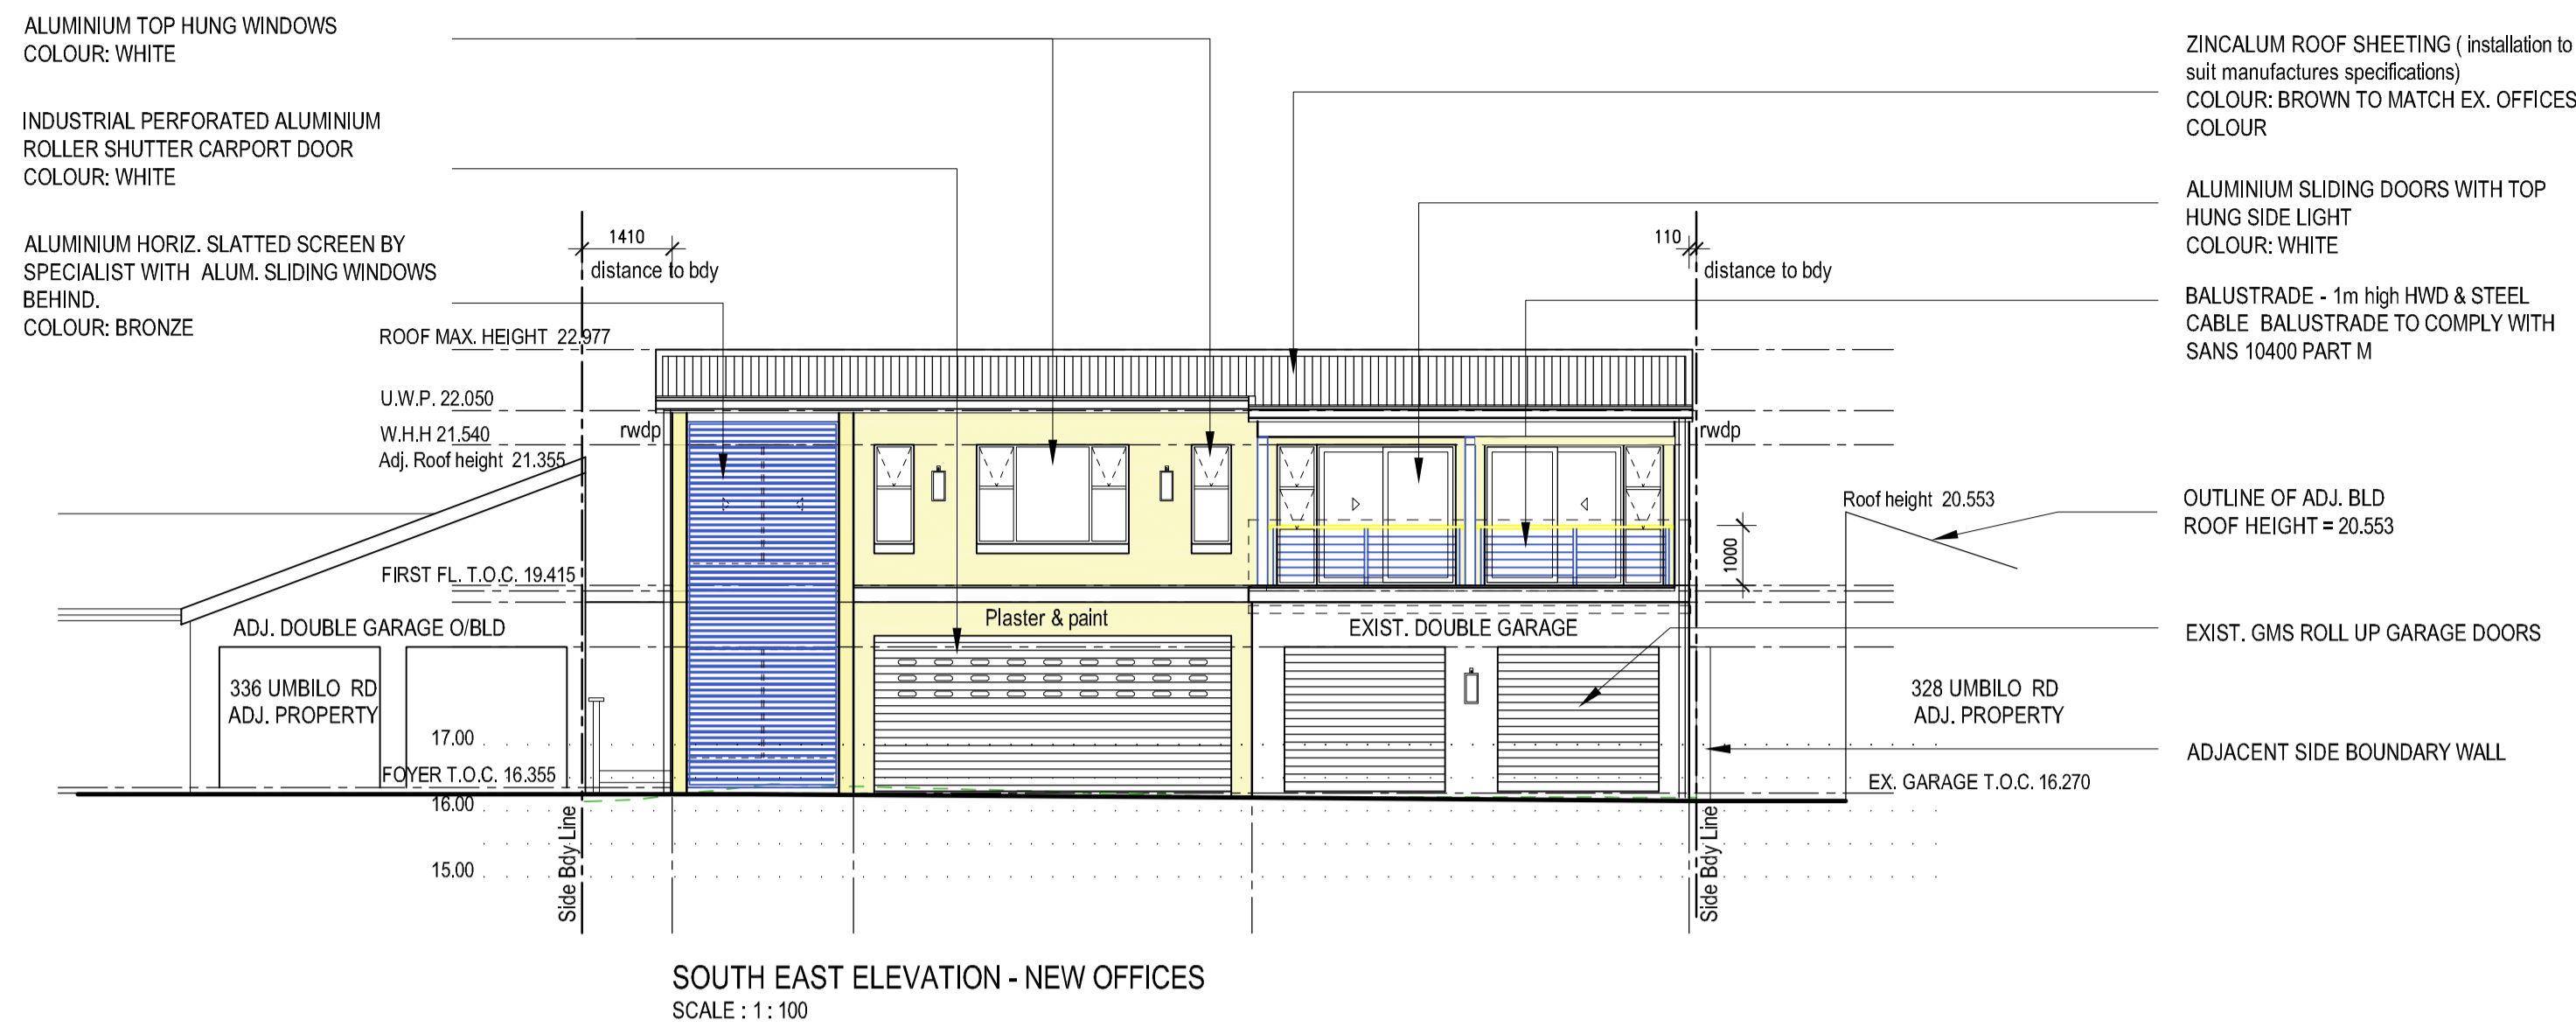 ALUMINIUM TOP HUNG WINDOWS
COLOUR: WHITE
INDUSTRIAL PERFORATED ALUMINIUM
ROLLER SHUTTER CARPORT DOOR
COLOUR: WHITE
ALUMINIUM HORIZ. SLATTED SCREEN BY
SPECIALIST WITH ALUM. SLIDING WINDOWS
BEHIND.
COLOUR: BRONZE
ZINCALUM ROOF SHEETING ( installation to
suit manufactures specifications)
COLOUR: BROWN TO MATCH EX. OFFICES
COLOUR
ALUMINIUM SLIDING DOORS WITH TOP
HUNG SIDE LIGHT
COLOUR: WHITE
BALUSTRADE - 1m high HWD & STEEL
CABLE BALUSTRADE TO COMPLY WITH
SANS 10400 PART M
OUTLINE OF ADJ. BLD
ROOF HEIGHT = 20.553
EXIST. GMS ROLL UP GARAGE DOORS
ADJACENT SIDE BOUNDARY WALL
1410
distance to bdy
110
distance to bdy
ROOF MAX. HEIGHT 22.977
U.W.P. 22.050
W.H.H 21.540
Adj. Roof height 21.355
rwdp
rwdp
Roof height 20.553
1000
FIRST FL. T.O.C. 19.415
ADJ. DOUBLE GARAGE O/BLD
Plaster & paint
EXIST. DOUBLE GARAGE
336 UMBILO RD
ADJ. PROPERTY
328 UMBILO RD
ADJ. PROPERTY
17.00
FOYER T.O.C. 16.355
EX. GARAGE T.O.C. 16.270
16.00
15.00
Side Bdy Line
Side Bdy Line
SOUTH EAST ELEVATION - NEW OFFICES
SCALE : 1 : 100